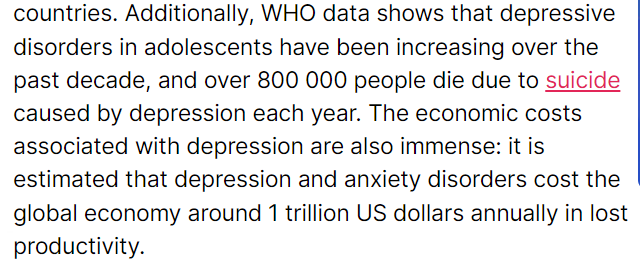 countries. Additionally, WHO data shows that depressive
disorders in adolescents have been increasing over the
past decade, and over 800 000 people die due to suicide
caused by depression each year. The economic costs
associated with depression are also immense: it is
estimated that depression and anxiety disorders cost the
global economy around 1 trillion US dollars annually in lost
productivity.